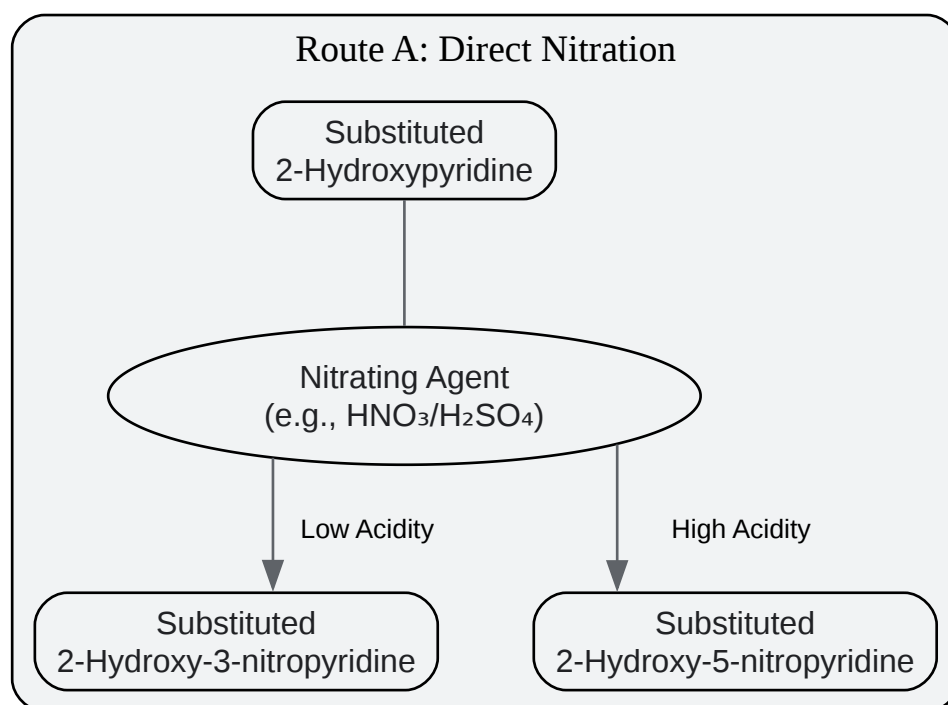 Route A: Direct Nitration
Substituted
2-Hydroxypyridine
Nitrating Agent
(e.g., HNO₃/H₂SO₄)
Low Acidity
High Acidity
Substituted
2-Hydroxy-3-nitropyridine
Substituted
2-Hydroxy-5-nitropyridine